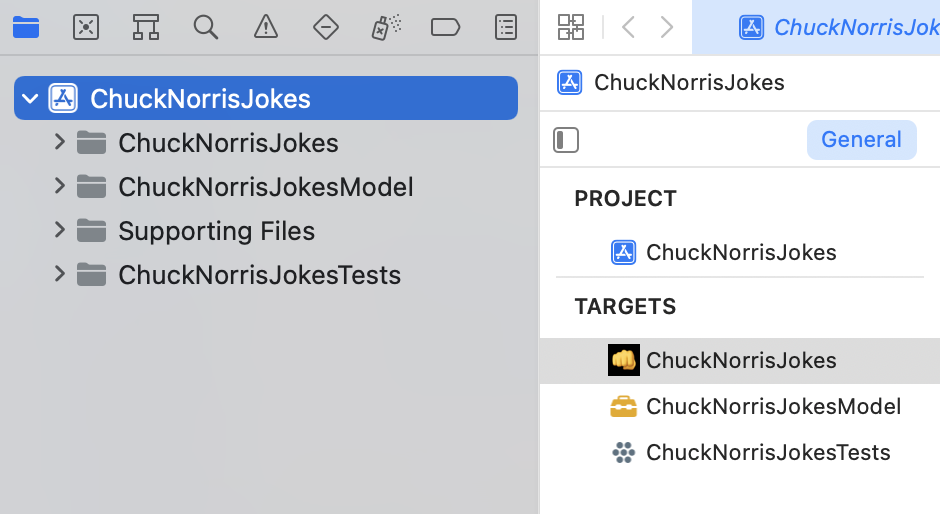 ChuckNorrisJokes
ChuckNorrisJokes
ChuckNorrisJokesModel
Supporting Files
ChuckNorrisJokesTests
ChuckNorrisJok
ChuckNorrisJokes
General
PROJECT
ChuckNorrisJokes
TARGETS
ChuckNorrisJokes
ChuckNorrisJokesModel
ChuckNorrisJokesTests